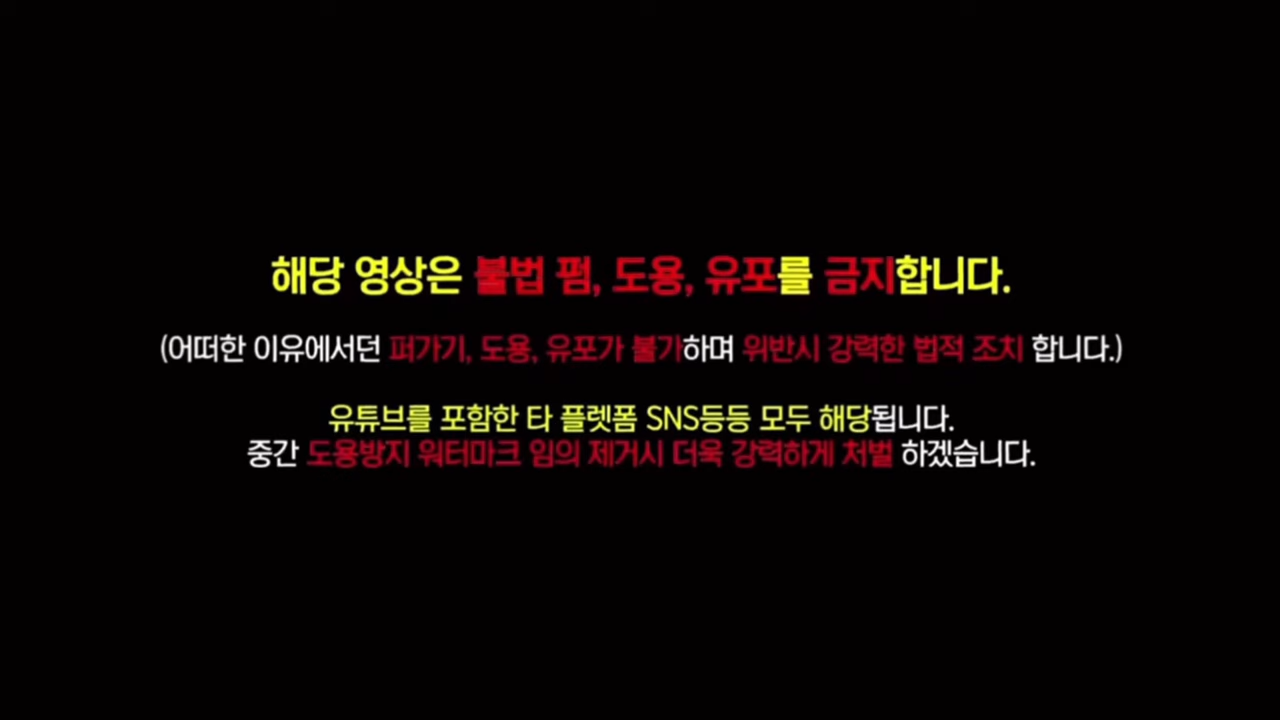 해당 영상은 불법 펌, 도용, 유포를 금지합니다.
(어떠한 이유에서던 퍼가기, 도용, 유포가 불가하며 위반시 강력한 법적 조치 합니다.)
유튜브를 포함한 타 플렛폼 SNS등등 모두 해당됩니다.
중간 도용방지 워터마크 임의 제거시 더욱 강력하게 처벌 하겠습니다.